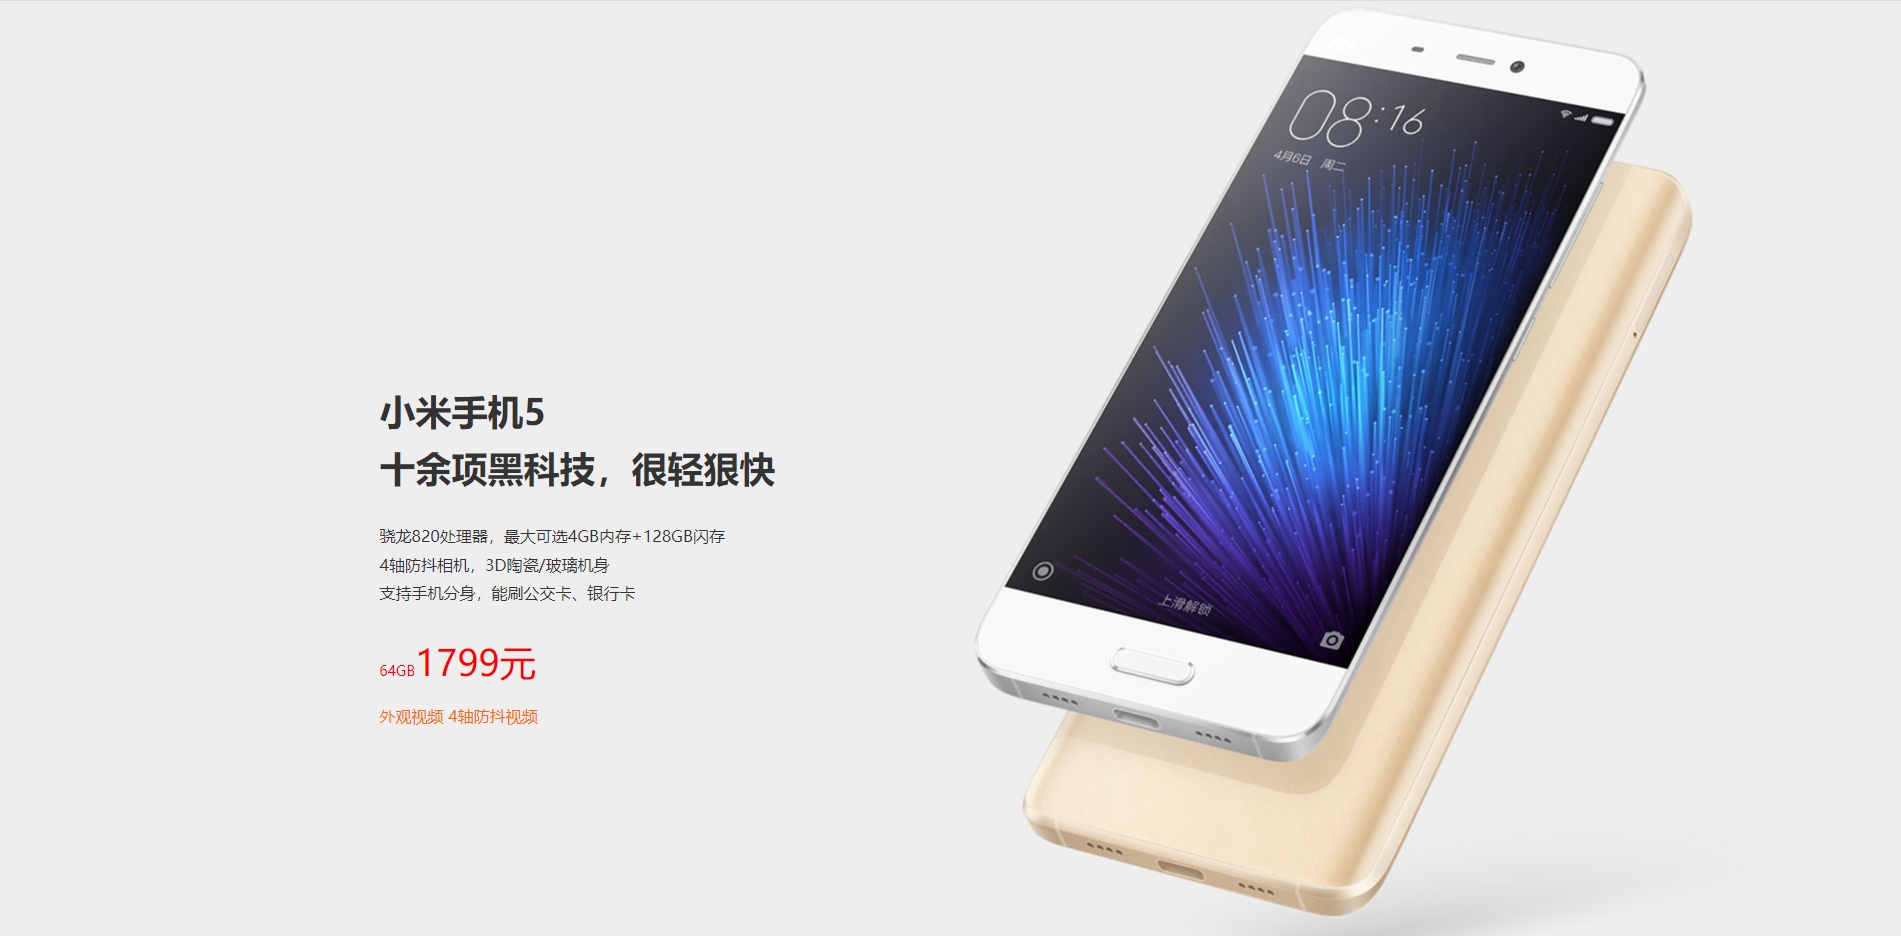 小米手机5
十余项黑科技，很轻狠快
骁龙820处理器，最大可选4GB内存+128GB闪存
4轴防抖相机，3D陶瓷/玻璃机身
支持手机分身，能刷公交卡、银行卡
64GB1799元
外观视频 4轴防抖视频
08:16
4月6日 周二
上滑解锁